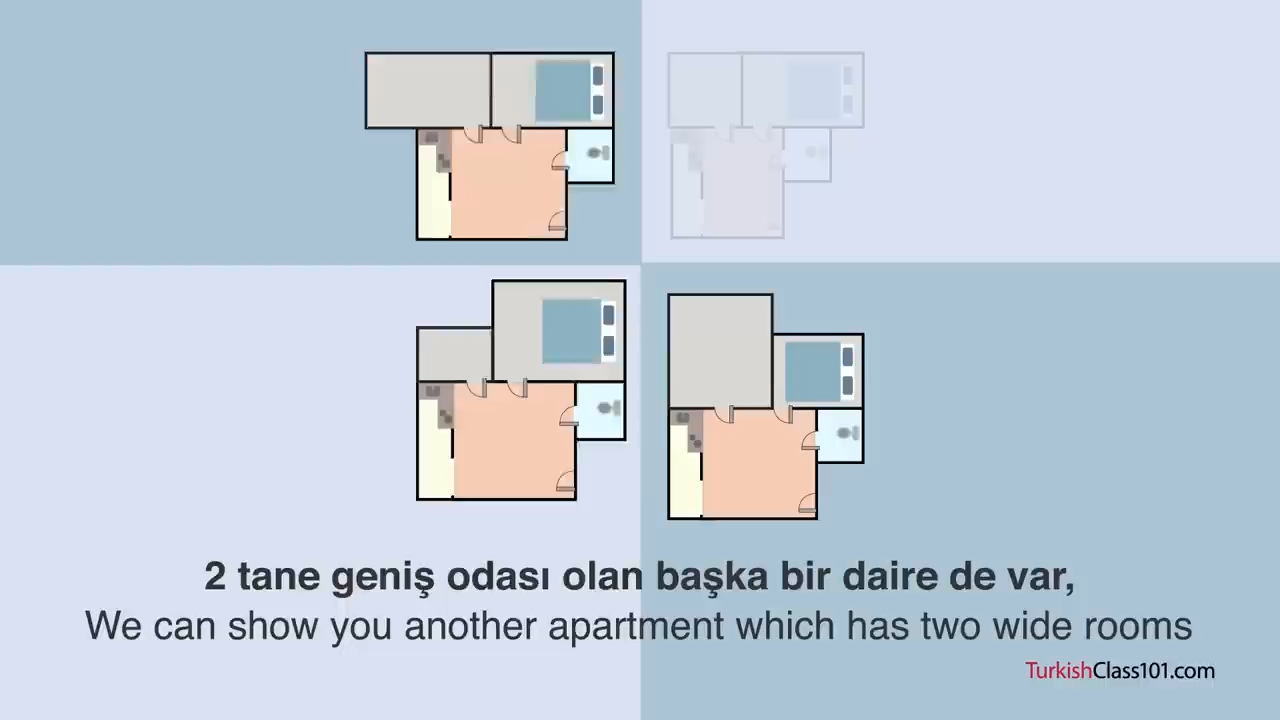 2 tane geniş odası olan başka bir daire de var,
We can show you another apartment which has two wide rooms
TurkishClass101.com